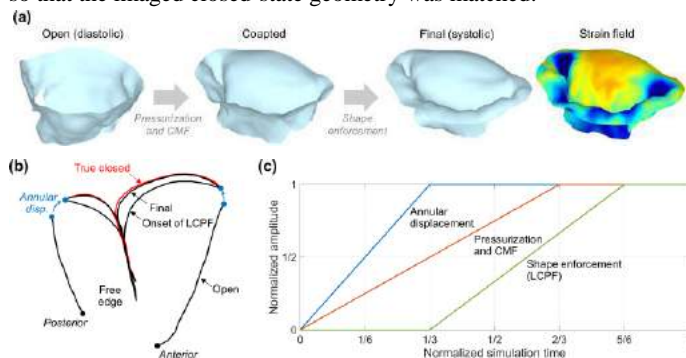 so that the imaged closed-state geometry was matched.
(a)
Open (diastolic)
Coapted
Final (systolic)
Strain field
Pressurization
and CMF
Shape
enforcement
(b)
True closed
Annular
disp.
Final
Onset of LCPF
Free
edge
Open
Posterior
Anterior
(c)
Normalized amplitude
1
1/2
0
Annular
displacement
Pressurization
and CMF
Shape enforcement
(LCPF)
0
1/6
1/3
1/2
2/3
5/6
Normalized simulation time